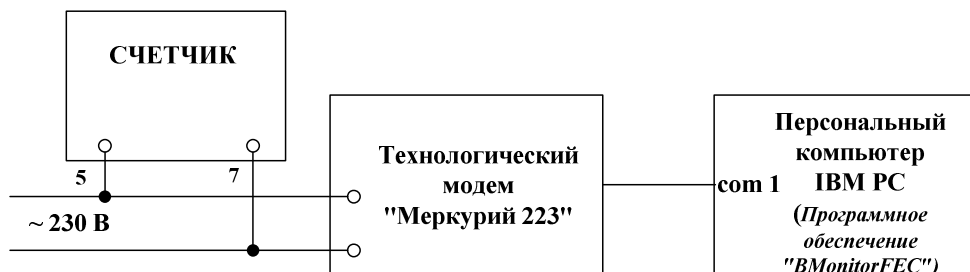 СЧЕТЧИК
5
7
~ 230 В
Технологический
модем
"Меркурий 223"
com 1
Персональный
компьютер
IBM PC
(Программное
обеспечение
"BMonitorFEC")